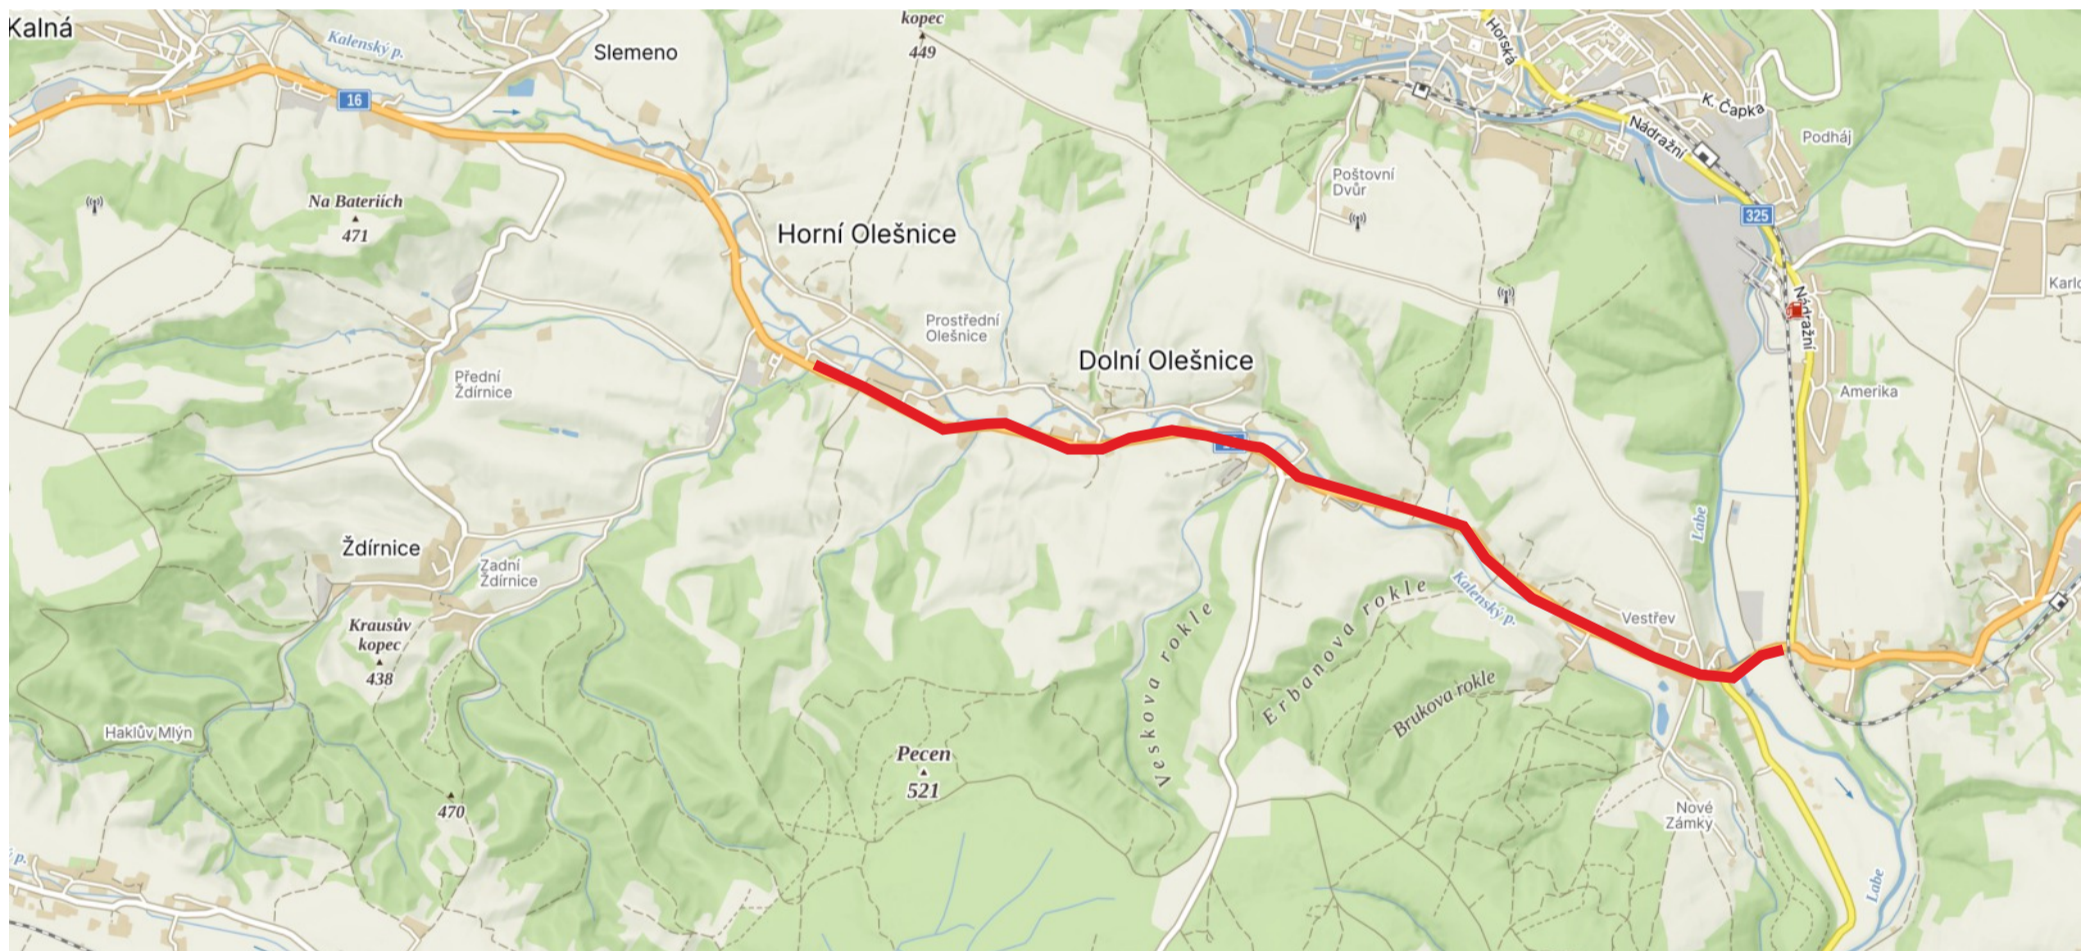 Kalná
Kalenský p.
Slemeno
kopec
449
Horská
16
K. Čapka
Nádražní
Podháj
Poštovní
Dvůr
Na Bateriích
471
325
Horní Olešnice
Karlo
Nádražní
Prostřední
Olešnice
Dolní Olešnice
Přední
Ždírnice
Amerika
Labe
Ždírnice
Zadní
Ždírnice
Kalenský p.
Vestřev
Krausův
kopec
438
Veskova rokle
Erbanova rokle
Brukova rokle
Haklův Mlýn
Pecen
521
470
Nové
Zámky
p.
Labe